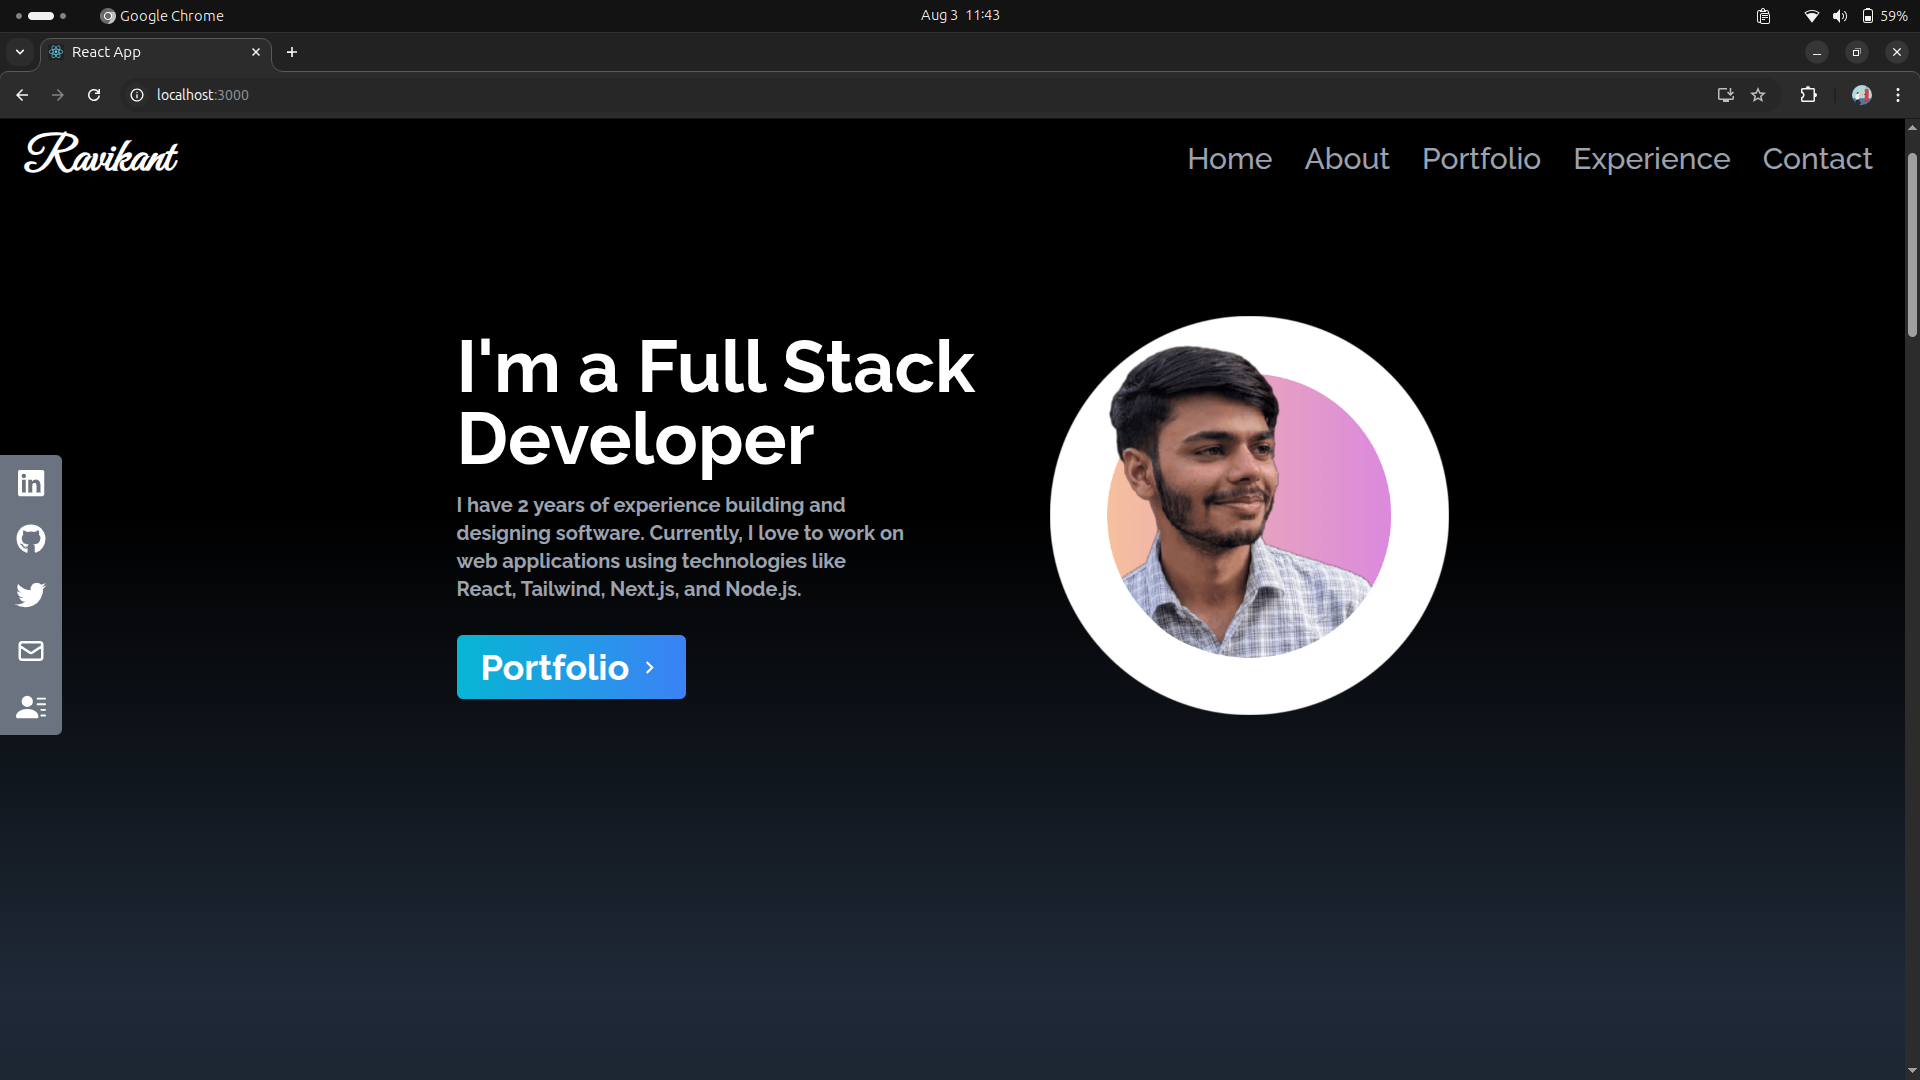 Google Chrome
Aug 3 11:43
59%
React App
localhost:3000
Ravikant
Home About Portfolio Experience Contact
I'm a Full Stack
Developer
I have 2 years of experience building and
designing software. Currently, I love to work on
web applications using technologies like
React, Tailwind, Next.js, and Node.js.
Portfolio